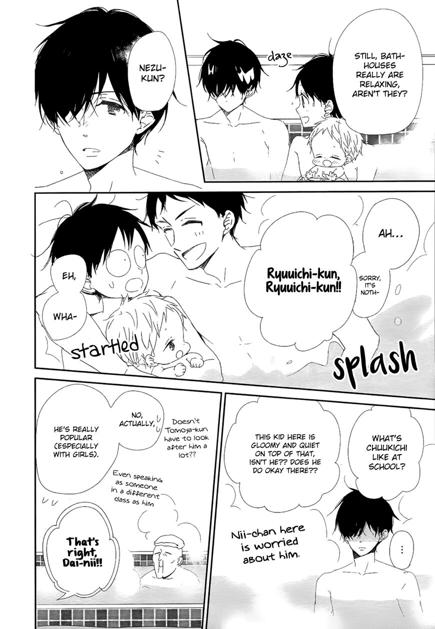 STILL, BATH-
HOUSES
REALLY ARE
RELAXING,
AREN'T THEY?
daze
NEZU-
KUN?
AH...
SORRY,
IT'S
NOTH-
Ryuuichi-kun,
Ryuuichi-kun!!
EH,
WHA-
startled
splash
WHAT'S
CHUUKICHI
LIKE AT
SCHOOL?
...
THIS KID HERE IS
GLOOMY AND QUIET
ON TOP OF THAT,
ISN'T HE?? DOES HE
DO OKAY THERE??
Nii-chan here
is worried
about him.
Doesn't
Tomoya-kun
have to look
after him a
lot??
NO,
ACTUALLY,
HE'S REALLY
POPULAR
(ESPECIALLY
WITH GIRLS).
Even speaking
as someone
in a different
class as him
That's
right,
Dai-nii!!